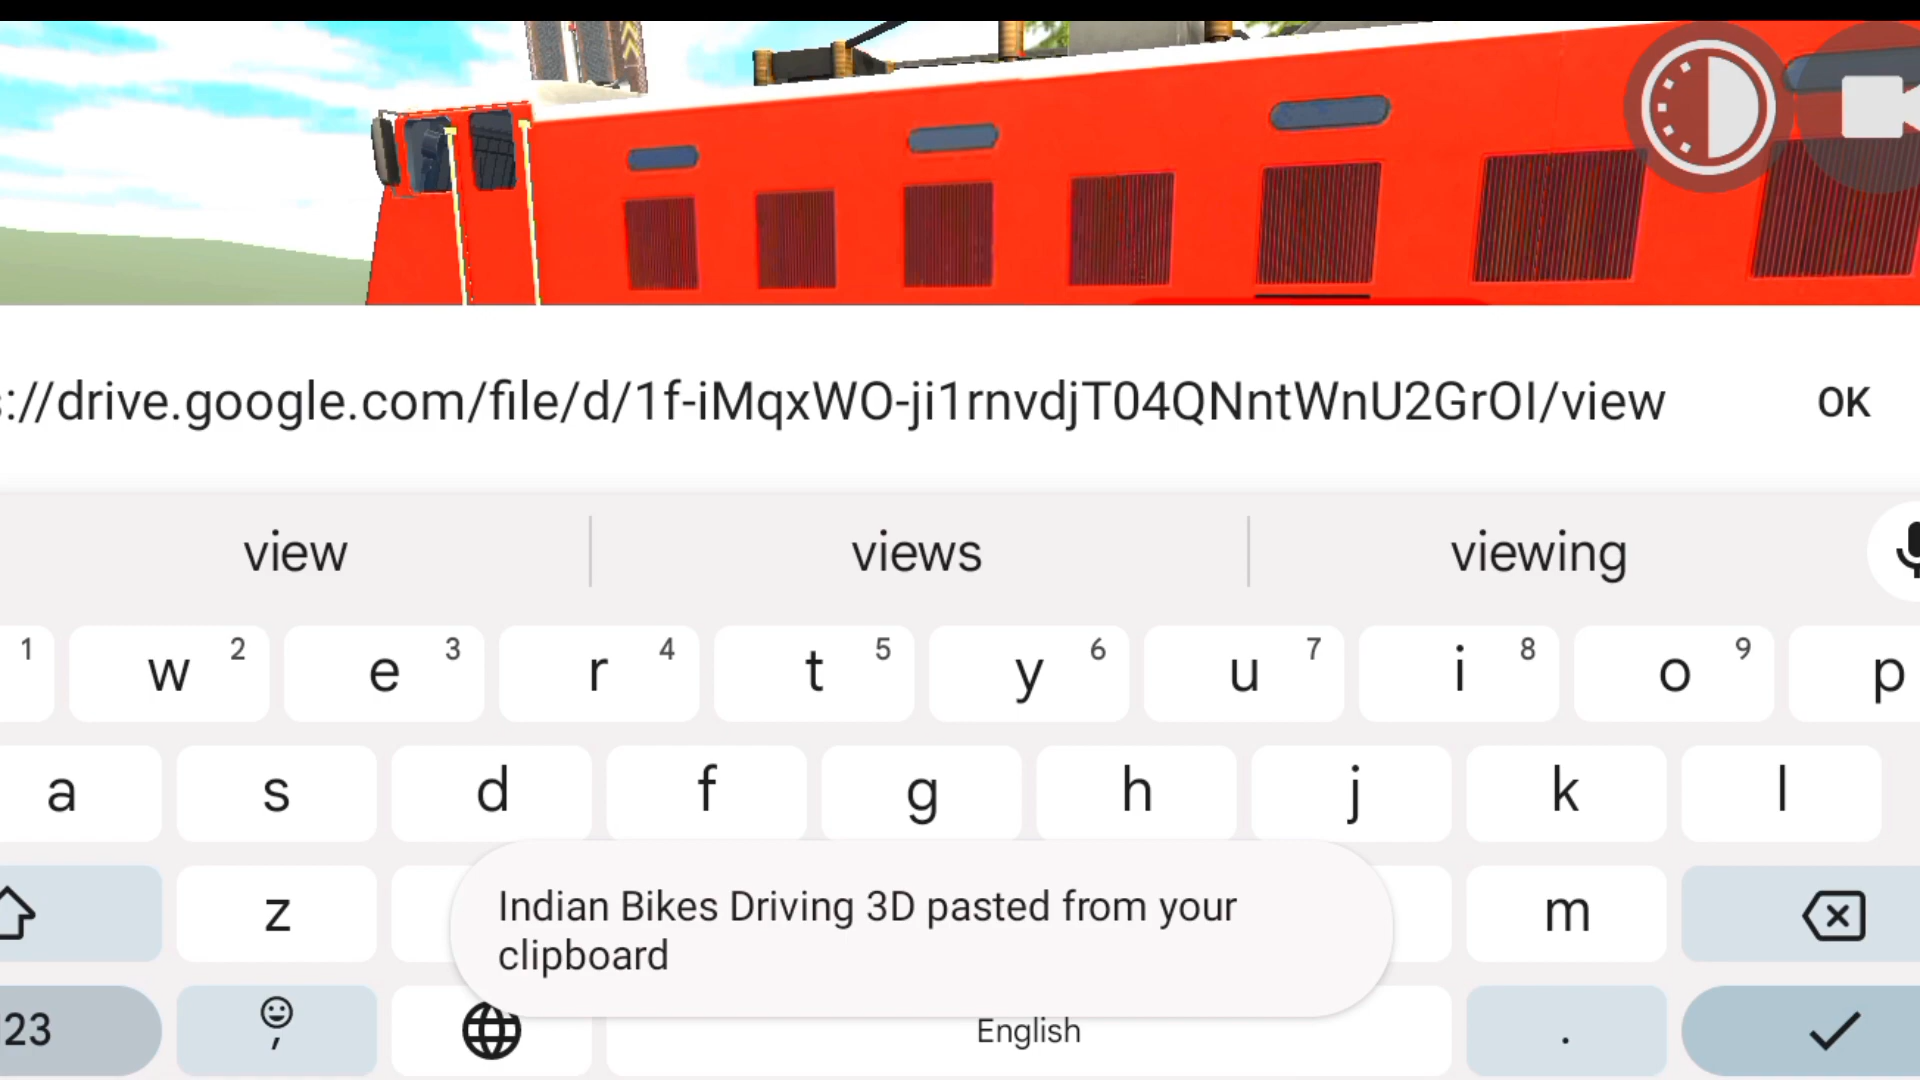 ://drive.google.com/file/d/1f-iMqxWO-ji1rnvdjT04QNntWnU2GrOI/view OK
view views viewing
1 w 2 e 3 r 4 t 5 y 6 u 7 i 8 o 9 p
a s d f g h j k l
z m
Indian Bikes Driving 3D pasted from your
clipboard
23 , English .